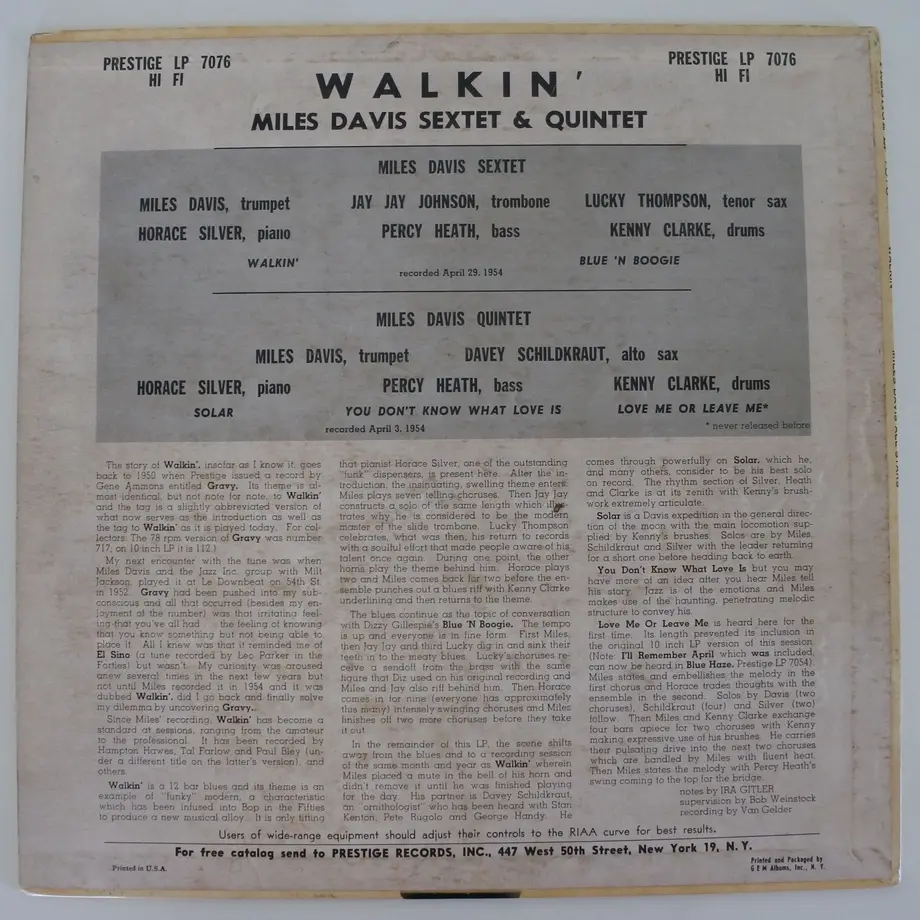 PRESTIGE LP 7076
HI FI
PRESTIGE LP 7076
HI FI
WALKIN'
MILES DAVIS SEXTET & QUINTET
MILES DAVIS SEXTET
MILES DAVIS, trumpet JAY JAY JOHNSON, trombone LUCKY THOMPSON, tenor sax
HORACE SILVER, piano PERCY HEATH, bass KENNY CLARKE, drums
WALKIN' BLUE 'N BOOGIE
recorded April 29, 1954
MILES DAVIS QUINTET
MILES DAVIS, trumpet DAVEY SCHILDKRAUT, alto sax
HORACE SILVER, piano PERCY HEATH, bass KENNY CLARKE, drums
SOLAR YOU DON'T KNOW WHAT LOVE IS LOVE ME OR LEAVE ME*
recorded April 3, 1954
* never released before
The story of Walkin', insofar as I know it, goes
back to 1950 when Prestige issued a record by
Gene Ammons entitled Gravy. Its theme is al-
most identical, but not note for note, to Walkin'
and the tag is a slightly abbreviated version of
what now serves as the introduction as well as
the tag to Walkin' as it is played today. For col-
lectors: The 78 rpm version of Gravy was number
717; on 10 inch LP it is 112.)
My next encounter with the tune was when
Miles Davis and the Jazz Inc. group with Milt
Jackson, played it at Le Downbeat on 54th St.
in 1952. Gravy had been pushed into my sub-
conscious and all that occurred (besides my en-
joyment of the number) was that irritating feel-
ing that you've all had the feeling of knowing
that you know something but not being able to
place it. All I knew was that it reminded me of
El Sino (a tune recorded by Leo Parker in the
Forties) but wasn't. My curiosity was aroused
anew several times in the next few years but
not until Miles recorded it in 1954 and it was
dubbed Walkin', did I go back and finally solve
my dilemma by uncovering Gravy.
Since Miles' recording, Walkin' has become a
standard at sessions, ranging from the amateur
to the professional. It has been recorded by
Hampton Hawes, Tal Farlow and Paul Bley (un-
der a different title on the latter's version), and
others.
Walkin' is a 12 bar blues and its theme is an
example of "funky" modern, a characteristic
which has been infused into Bop in the Fifties
to produce a new musical alloy. It is only fitting
that pianist Horace Silver, one of the outstanding
"funk" dispensers, is present here. After the in-
troduction, the insinuating, swelling theme enters.
Miles plays seven telling choruses. Then Jay Jay
constructs a solo of the same length which illus-
trates why he is considered to be the modern
master of the slide trombone. Lucky Thompson
celebrates, what was then, his return to records
with a soulful effort that made people aware of his
talent once again. During one point, the other
horns play the theme behind him. Horace plays
two and Miles comes back for two before the en-
semble punches out a blues riff with Kenny Clarke
underlining and then returns to the theme.
The blues continue as the topic of conversation
with Dizzy Gillespie's Blue 'N Boogie. The tempo
is up and everyone is in fine form. First Miles,
then Jay Jay and third Lucky dig in and sink their
teeth in to the meaty blues. Lucky's choruses re-
ceive a sendoff from the brass with the same
figure that Diz used on his original recording and
Miles and Jay also riff behind him. Then Horace
comes in for nine (everyone has approximately
this many) intensely swinging choruses and Miles
finishes off two more choruses before they take
it out.
In the remainder of this LP, the scene shifts
away from the blues and to a recording session
of the same month and year as Walkin' wherein
Miles placed a mute in the bell of his horn and
didn't remove it until he was finished playing
for the day. His partner is Davey Schildkraut,
an "ornithologist" who has been heard with Stan
Kenton, Pete Rugolo and George Handy. He
comes through powerfully on Solar, which he,
and many others, consider to be his best solo
on record. The rhythm section of Silver, Heath
and Clarke is at its zenith with Kenny's brush-
work extremely articulate.
Solar is a Davis expedition in the general direc-
tion of the moon with the main locomotion sup-
plied by Kenny's brushes. Solos are by Miles,
Schildkraut and Silver with the leader returning
for a short one before heading back to earth.
You Don't Know What Love Is but you may
have more of an idea after you hear Miles tell
his story. Jazz is of the emotions and Miles
makes use of the haunting, penetrating melodic
structure to convey his.
Love Me Or Leave Me is heard here for the
first time. Its length prevented its inclusion in
the original 10 inch LP version of this session
(Note: I'll Remember April which was included,
can now be heard in Blue Haze, Prestige LP 7054).
Miles states and embellishes the melody in the
first chorus and Horace trades thoughts with the
ensemble in the second. Solos by Davis (two
choruses), Schildkraut (four) and Silver (two)
follow. Then Miles and Kenny Clarke exchange
four bars apiece for two choruses with Kenny
making expressive use of his brushes. He carries
their pulsating drive into the next two choruses
which are handled by Miles with fluent heat.
Then Miles states the melody with Percy Heath's
swing coming to the top for the bridge.
notes by IRA GITLER
supervision by Bob Weinstock
recording by Van Gelder
Users of wide-range equipment should adjust their controls to the RIAA curve for best results.
For free catalog send to PRESTIGE RECORDS, INC., 447 West 50th Street, New York 19, N. Y.
Printed in U.S.A.
Printed and Packaged by
G E M Albums, Inc., N. Y.